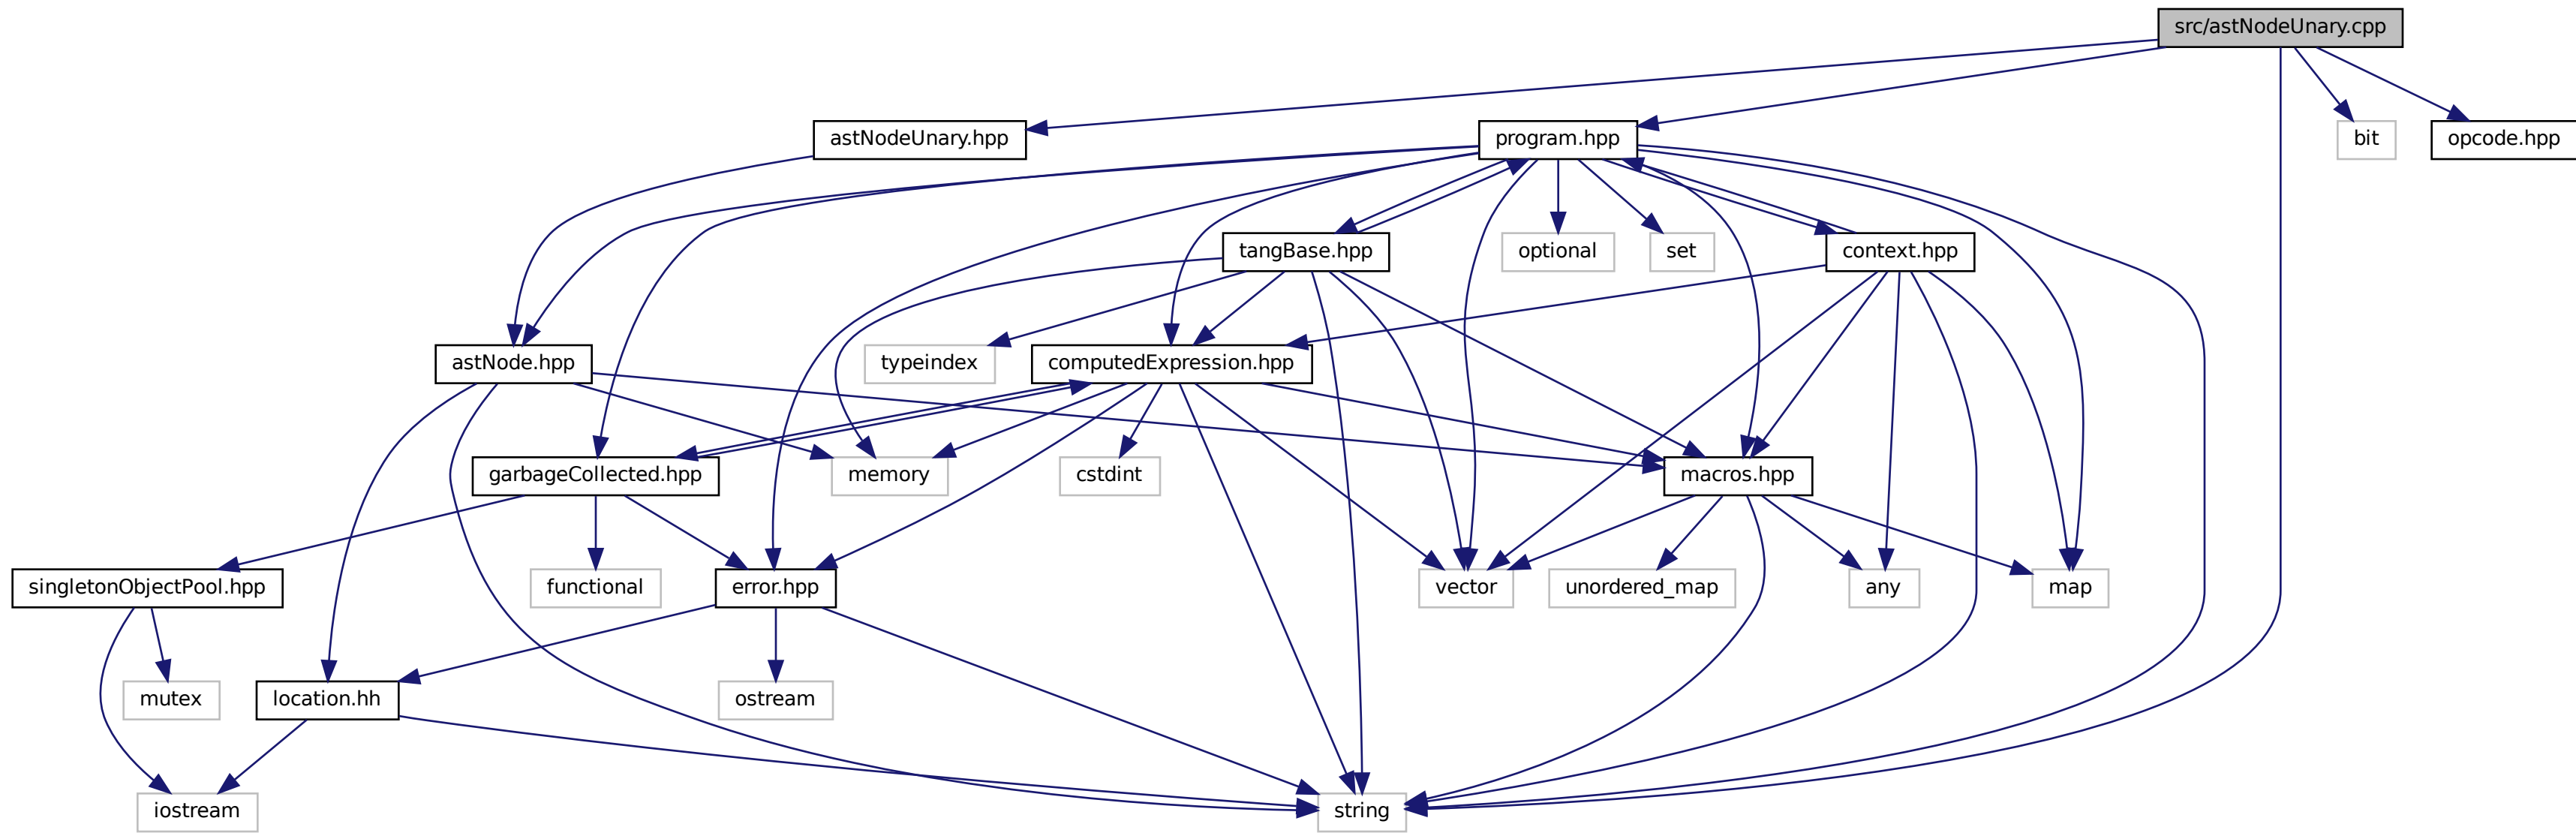 src/astNodeUnary.cpp
astNodeUnary.hpp
program.hpp
bit
opcode.hpp
tangBase.hpp
optional
set
context.hpp
astNode.hpp
typeindex
computedExpression.hpp
garbageCollected.hpp
memory
cstdint
macros.hpp
singletonObjectPool.hpp
functional
error.hpp
vector
unordered_map
any
map
mutex
location.hh
ostream
iostream
string